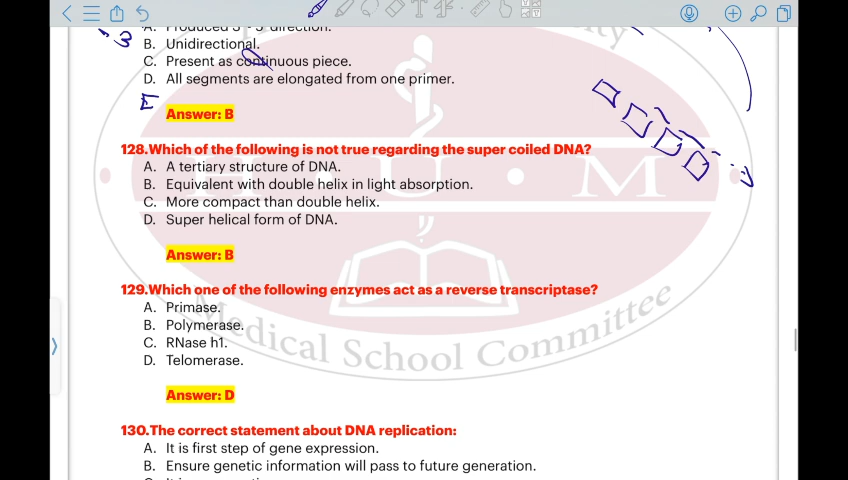 A. Produced 3'- 5' direction.
B. Unidirectional.
C. Present as continuous piece.
D. All segments are elongated from one primer.
Answer: B
128.Which of the following is not true regarding the super coiled DNA?
A. A tertiary structure of DNA.
B. Equivalent with double helix in light absorption.
C. More compact than double helix.
D. Super helical form of DNA.
Answer: B
129.Which one of the following enzymes act as a reverse transcriptase?
A. Primase.
B. Polymerase.
C. RNase h1.
D. Telomerase.
Answer: D
130.The correct statement about DNA replication:
A. It is first step of gene expression.
B. Ensure genetic information will pass to future generation.
H U M
Medical School Committee